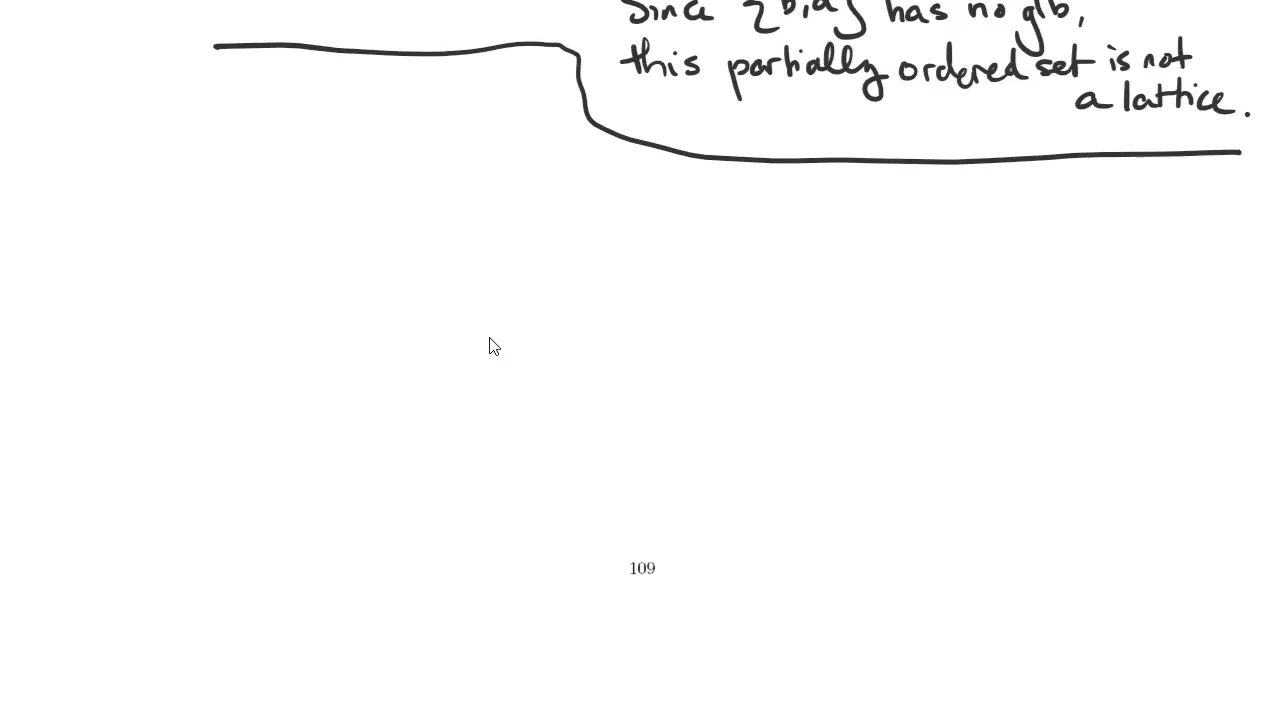 Since {b,d} has no glb,
this partially ordered set is not
a lattice.
109